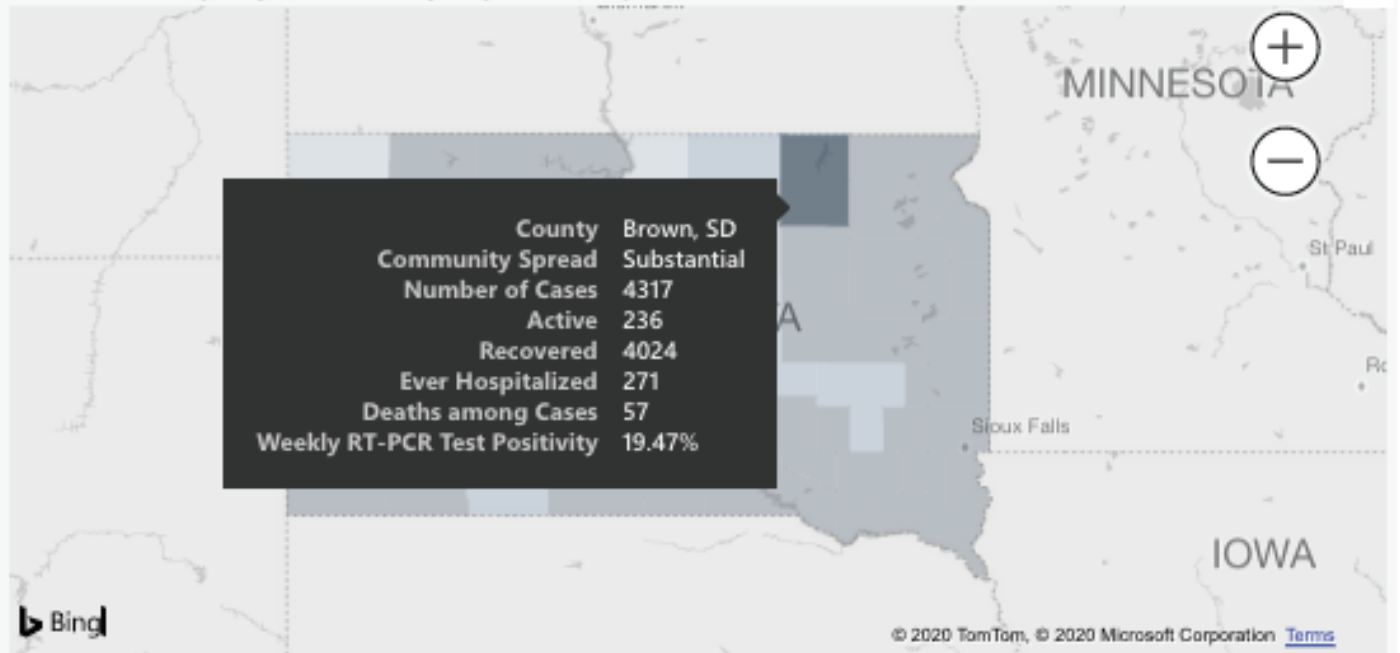 MINNESOTA
County Brown, SD
Community Spread Substantial
Number of Cases 4317
Active 236
Recovered 4024
Ever Hospitalized 271
Deaths among Cases 57
Weekly RT-PCR Test Positivity 19.47%
St Paul
A
Sioux Falls
IOWA
Bing
© 2020 TomTom, © 2020 Microsoft Corporation Terms